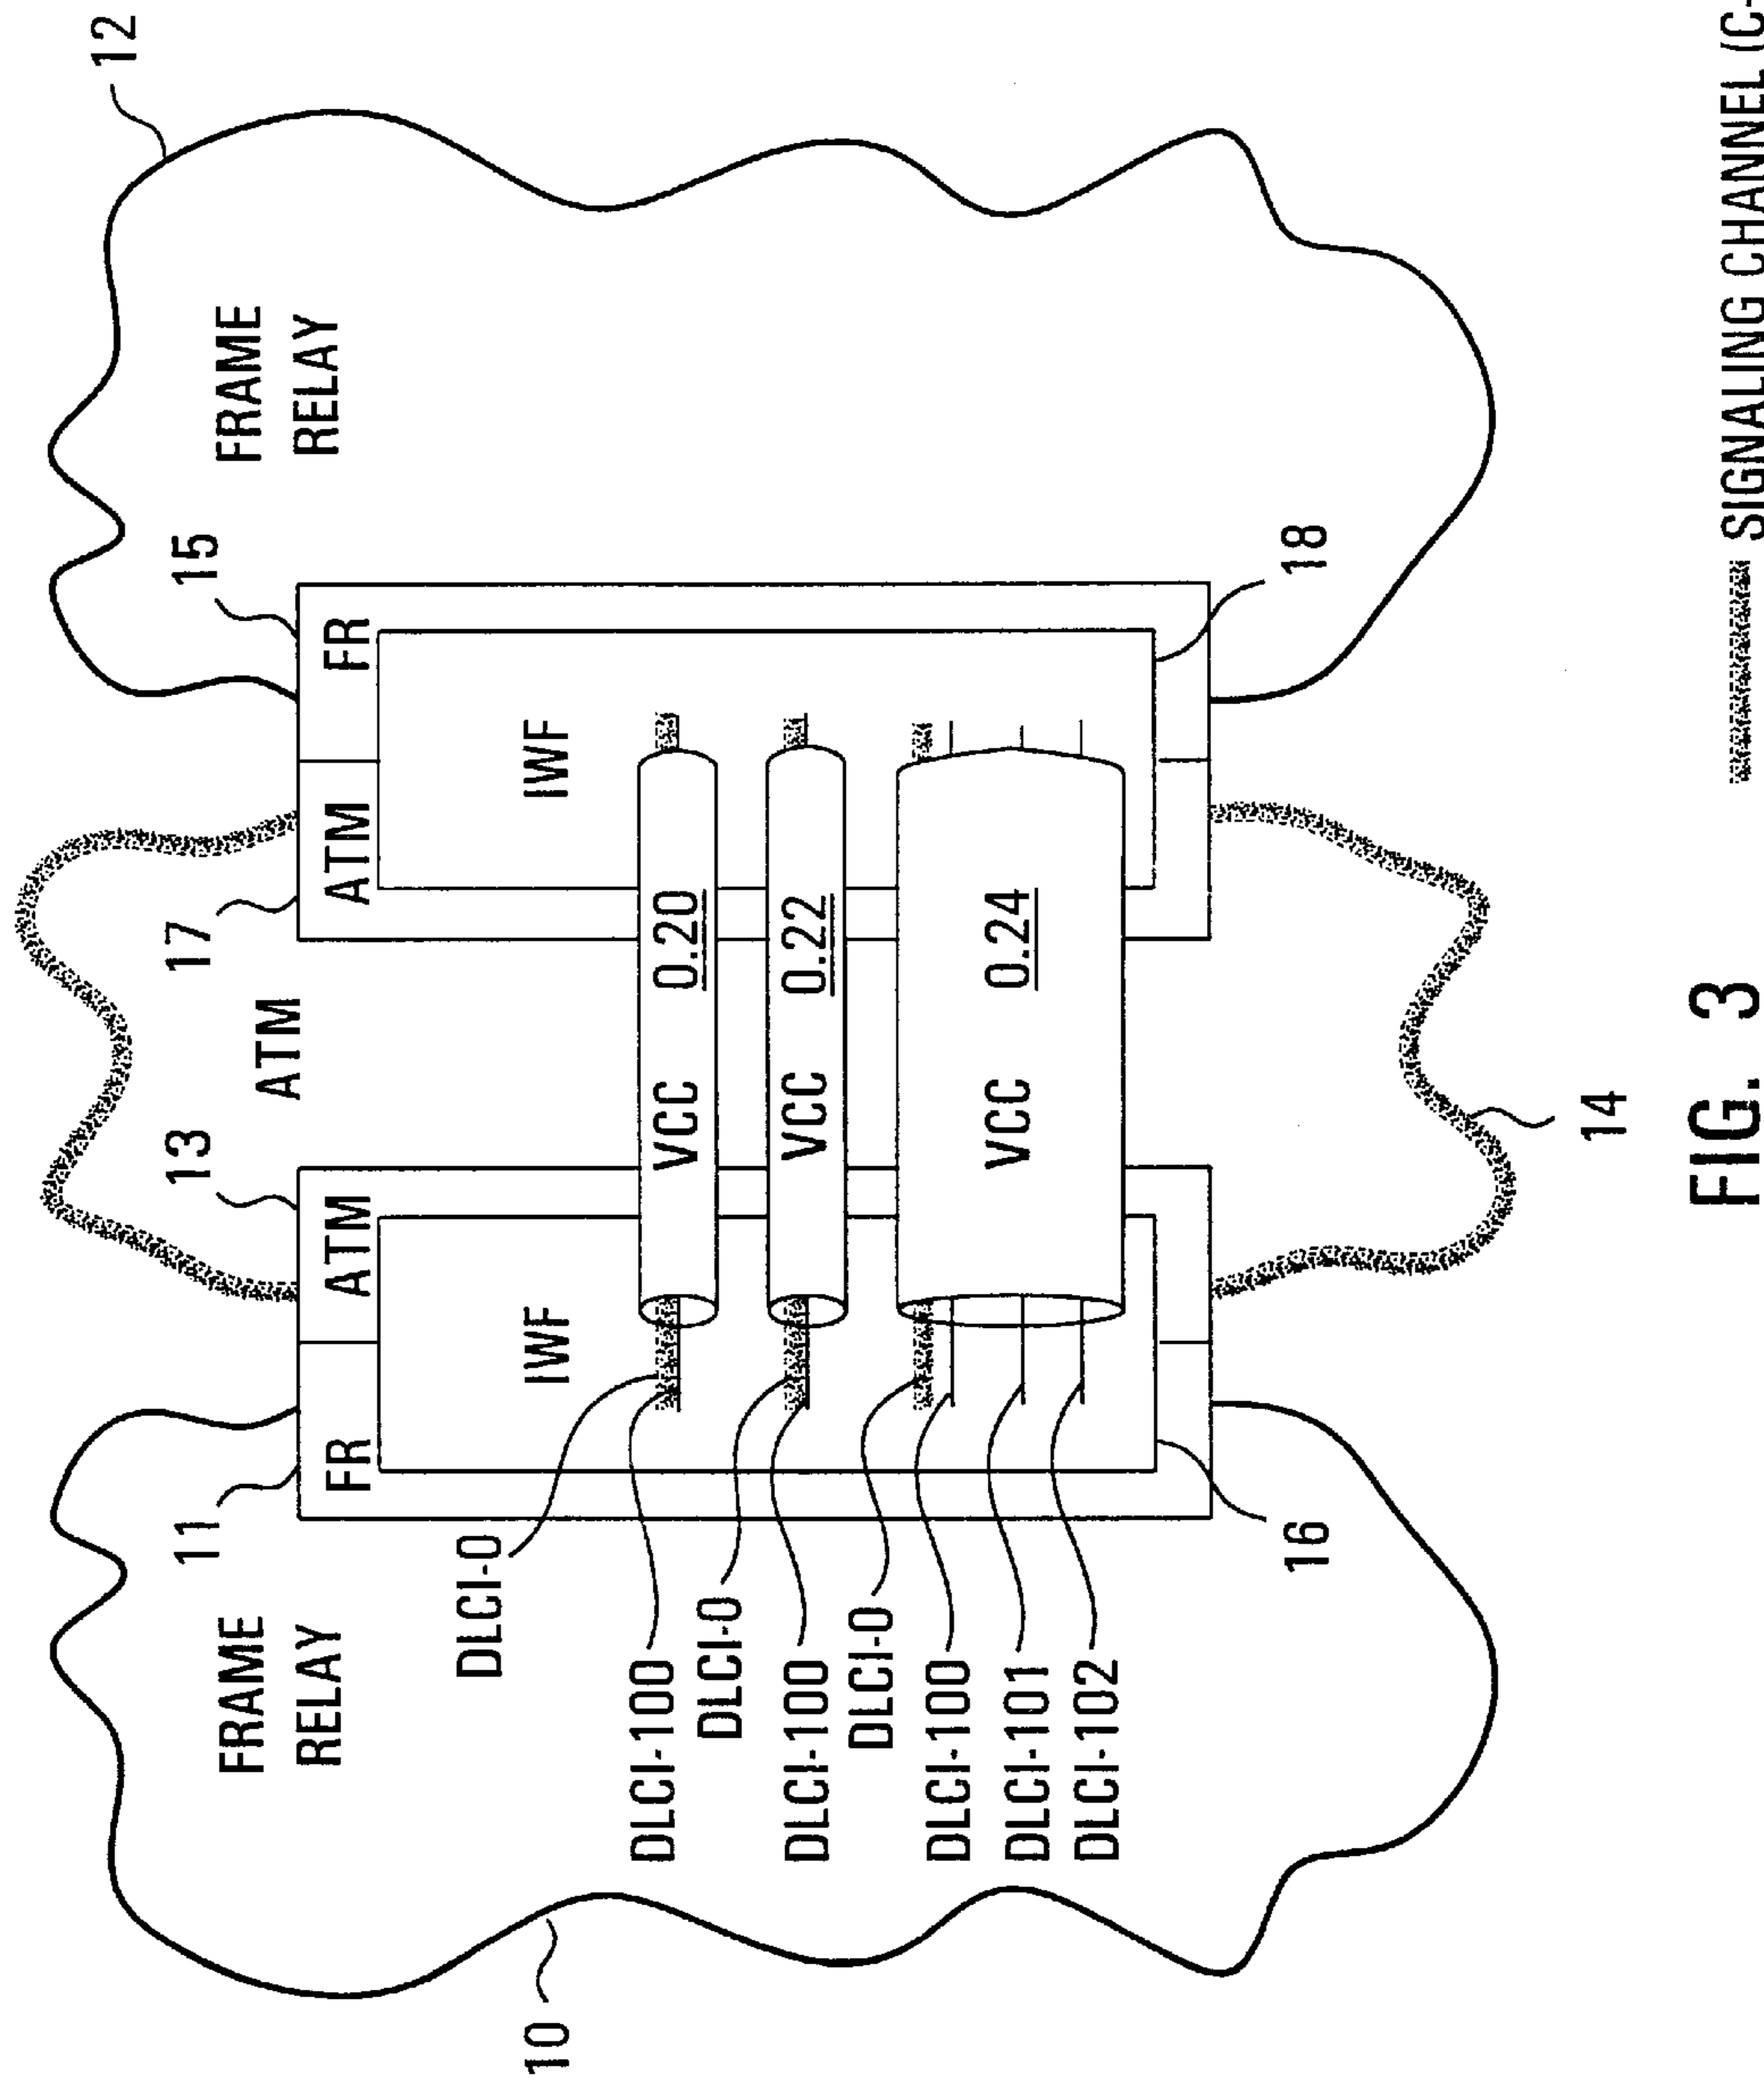 10
12
FRAME
RELAY
ATM
FRAME
RELAY
11
13
17
15
FR
ATM
ATM
FR
IWF
IWF
DLCI-0
DLCI-100
VCC 0.20
DLCI-0
DLCI-100
VCC 0.22
DLCI-0
DLCI-100
DLCI-101
VCC 0.24
DLCI-102
16
18
14
FIG. 3
SIGNALING CHANNEL (C-